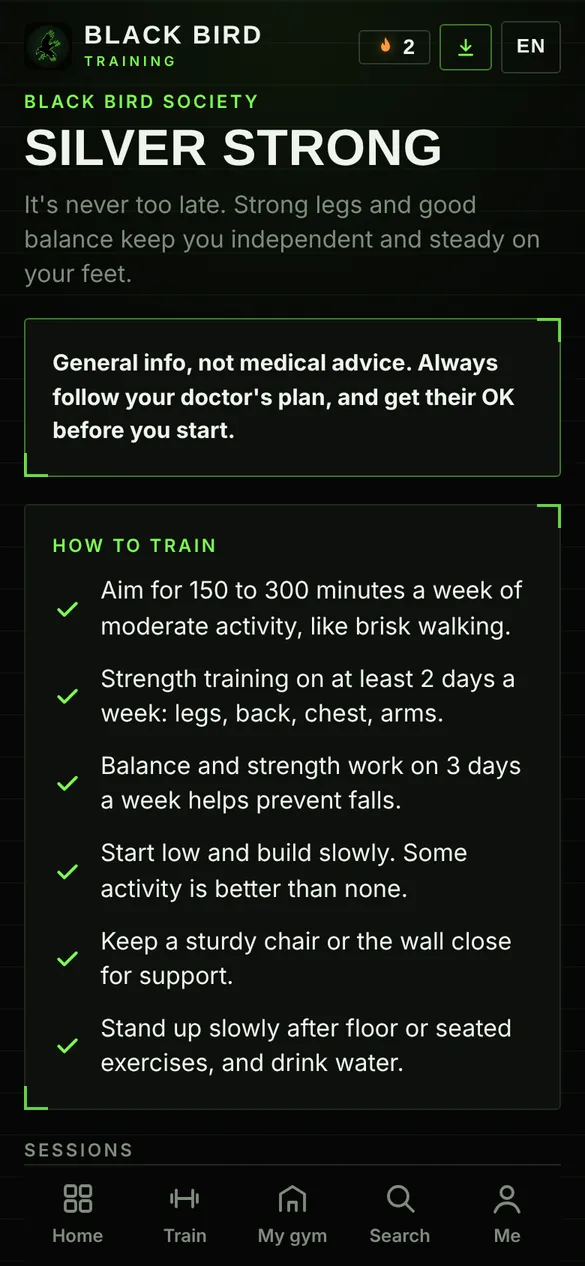 BLACK BIRD
TRAINING
🔥 2
EN
BLACK BIRD SOCIETY
SILVER STRONG
It's never too late. Strong legs and good
balance keep you independent and steady on
your feet.
General info, not medical advice. Always
follow your doctor's plan, and get their OK
before you start.
HOW TO TRAIN
Aim for 150 to 300 minutes a week of
moderate activity, like brisk walking.
Strength training on at least 2 days a
week: legs, back, chest, arms.
Balance and strength work on 3 days
a week helps prevent falls.
Start low and build slowly. Some
activity is better than none.
Keep a sturdy chair or the wall close
for support.
Stand up slowly after floor or seated
exercises, and drink water.
SESSIONS
Home
Train
My gym
Search
Me